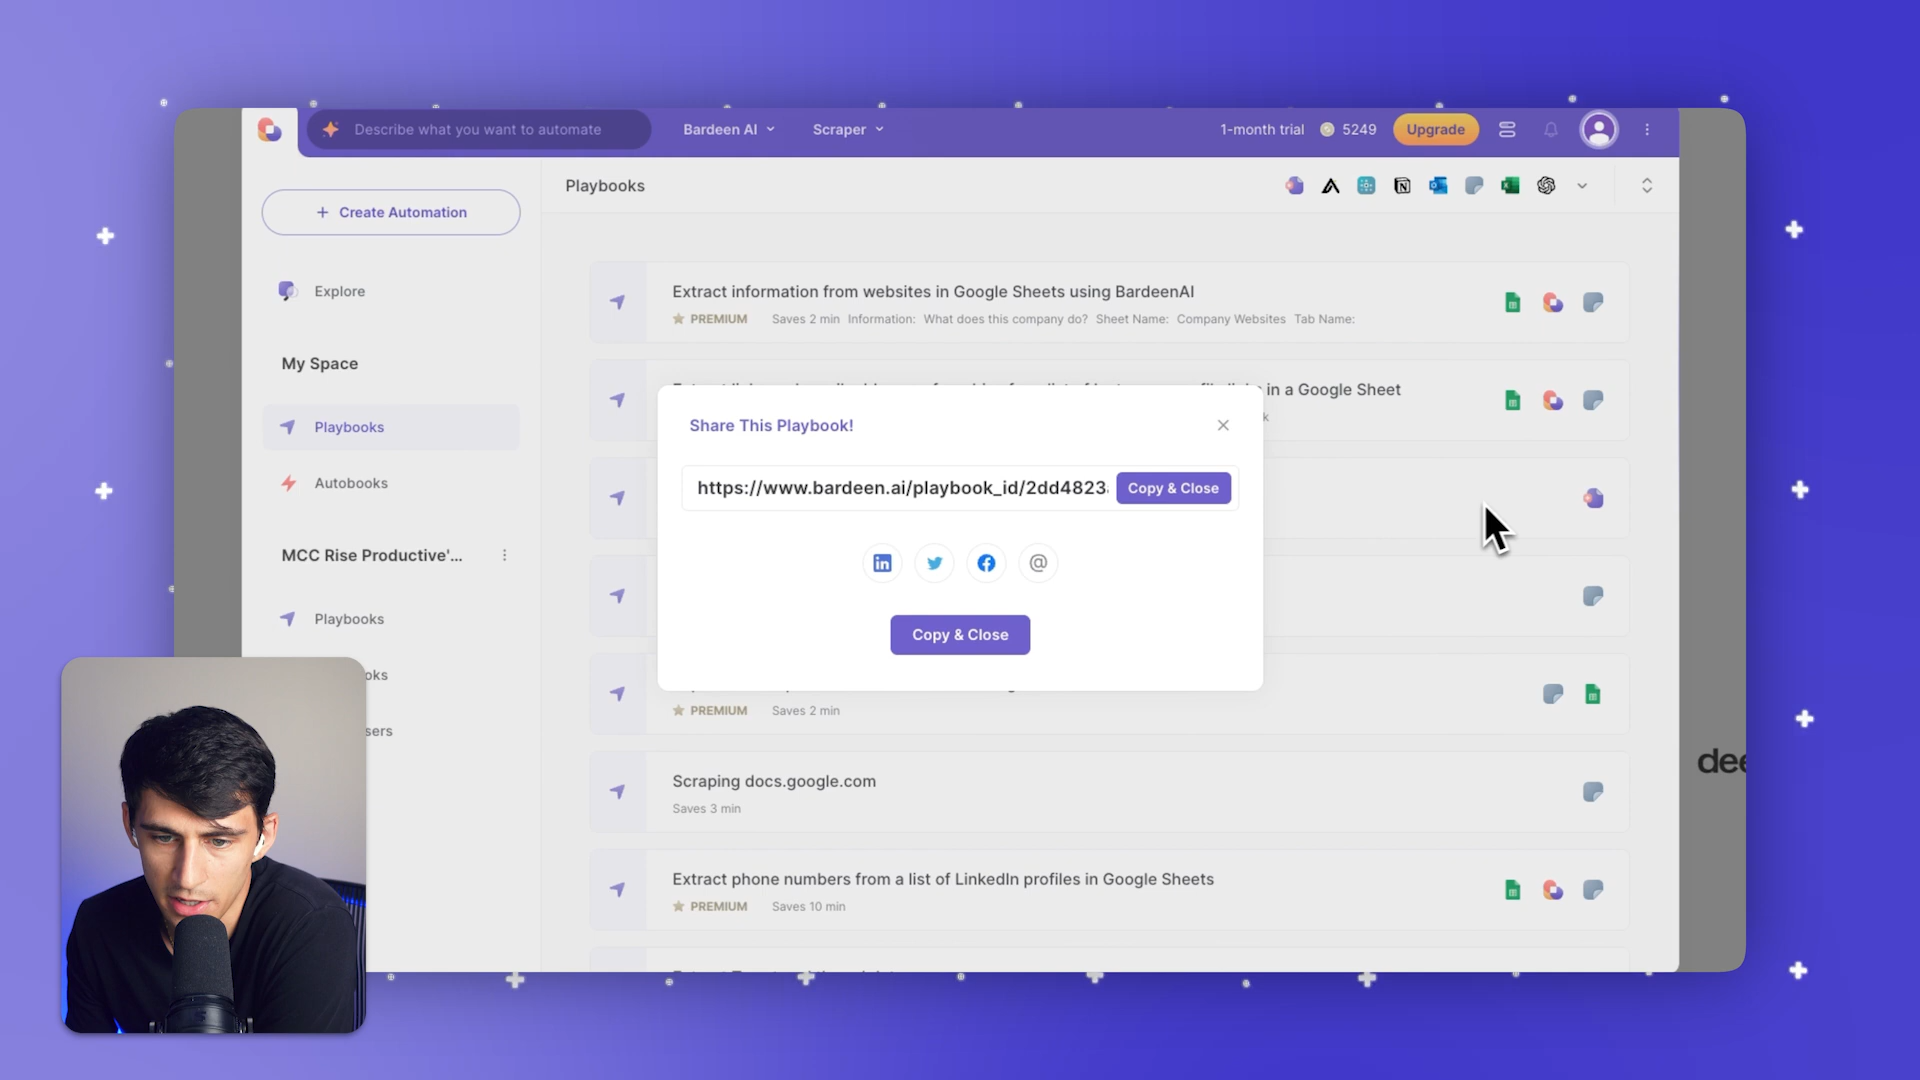 Describe what you want to automate
Bardeen AI
Scraper
1-month trial
5249
Upgrade
+ Create Automation
Explore
My Space
Playbooks
Autobooks
MCC Rise Productive'...
Playbooks
oks
sers
Playbooks
Extract information from websites in Google Sheets using BardeenAI
PREMIUM Saves 2 min Information: What does this company do? Sheet Name: Company Websites Tab Name:
in a Google Sheet
k
Share This Playbook!
https://www.bardeen.ai/playbook_id/2dd4823
Copy & Close
in
@
Copy & Close
PREMIUM Saves 2 min
Scraping docs.google.com
Saves 3 min
Extract phone numbers from a list of LinkedIn profiles in Google Sheets
PREMIUM Saves 10 min
dee